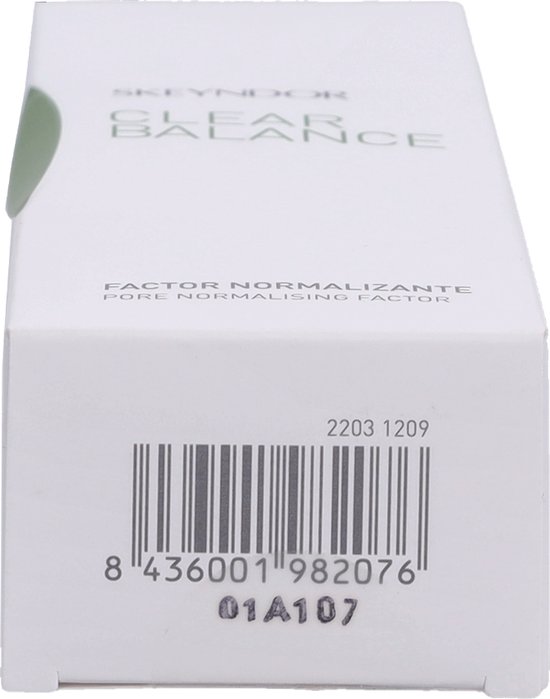 SKEYNDOR
CLEAR
BALANCE
FACTOR NORMALIZANTE
PORE NORMALISING FACTOR
2203 1209
8 436001 982076
01A107